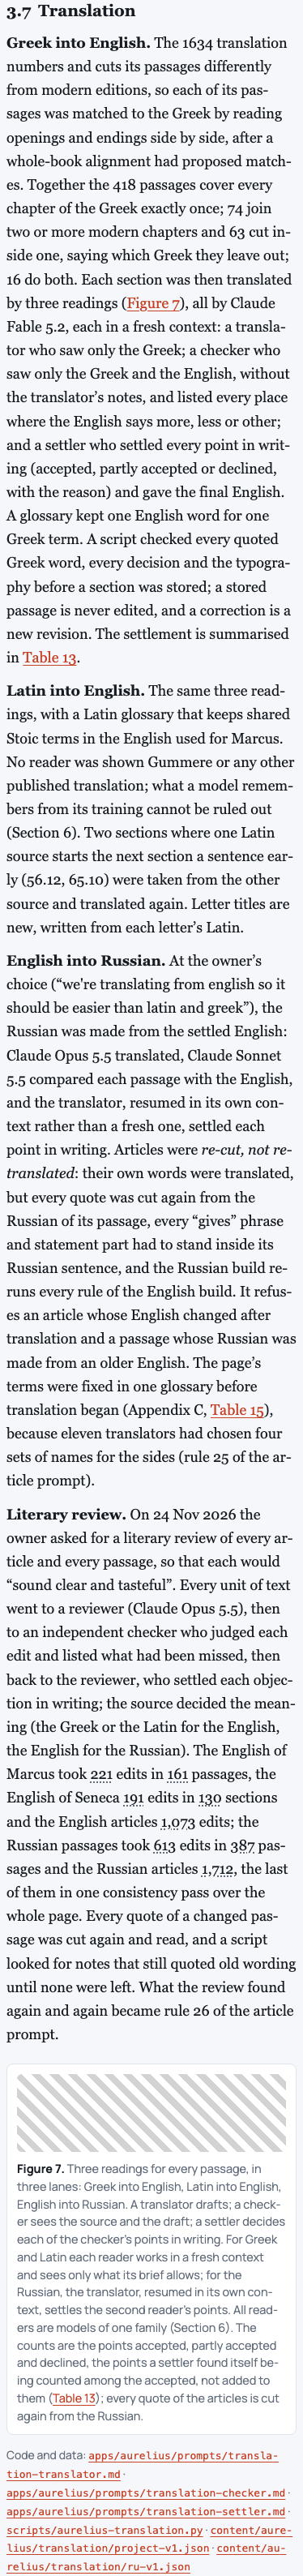 3.7 Translation
Greek into English. The 1634 translation
numbers and cuts its passages differently
from modern editions, so each of its pas-
sages was matched to the Greek by reading
openings and endings side by side, after a
whole-book alignment had proposed match-
es. Together the 418 passages cover every
chapter of the Greek exactly once; 74 join
two or more modern chapters and 63 cut in-
side one, saying which Greek they leave out;
16 do both. Each section was then translated
by three readings (Figure 7), all by Claude
Fable 5.2, each in a fresh context: a transla-
tor who saw only the Greek; a checker who
saw only the Greek and the English, without
the translator's notes, and listed every place
where the English says more, less or other;
and a settler who settled every point in writ-
ing (accepted, partly accepted or declined,
with the reason) and gave the final English.
A glossary kept one English word for one
Greek term. A script checked every quoted
Greek word, every decision and the typogra-
phy before a section was stored; a stored
passage is never edited, and a correction is a
new revision. The settlement is summarised
in Table 13.
Latin into English. The same three read-
ings, with a Latin glossary that keeps shared
Stoic terms in the English used for Marcus.
No reader was shown Gummere or any other
published translation; what a model remem-
bers from its training cannot be ruled out
(Section 6). Two sections where one Latin
source starts the next section a sentence ear-
ly (56.12, 65.10) were taken from the other
source and translated again. Letter titles are
new, written from each letter's Latin.
English into Russian. At the owner's
choice (“we're translating from english so it
should be easier than latin and greek”), the
Russian was made from the settled English:
Claude Opus 5.5 translated, Claude Sonnet
5.5 compared each passage with the English,
and the translator, resumed in its own con-
text rather than a fresh one, settled each
point in writing. Articles were re-cut, not re-
translated: their own words were translated,
but every quote was cut again from the
Russian of its passage, every “gives” phrase
and statement part had to stand inside its
Russian sentence, and the Russian build re-
runs every rule of the English build. It refus-
es an article whose English changed after
translation and a passage whose Russian was
made from an older English. The page's
terms were fixed in one glossary before
translation began (Appendix C, Table 15),
because eleven translators had chosen four
sets of names for the sides (rule 25 of the ar-
ticle prompt).
Literary review. On 24 Nov 2026 the
owner asked for a literary review of every ar-
ticle and every passage, so that each would
“sound clear and tasteful”. Every unit of text
went to a reviewer (Claude Opus 5.5), then
to an independent checker who judged each
edit and listed what had been missed, then
back to the reviewer, who settled each objec-
tion in writing; the source decided the mean-
ing (the Greek or the Latin for the English,
the English for the Russian). The English of
Marcus took 221 edits in 161 passages, the
English of Seneca 191 edits in 130 sections
and the English articles 1,073 edits; the
Russian passages took 613 edits in 387 pas-
sages and the Russian articles 1,712, the last
of them in one consistency pass over the
whole page. Every quote of a changed pas-
sage was cut again and read, and a script
looked for notes that still quoted old wording
until none were left. What the review found
again and again became rule 26 of the article
prompt.
Figure 7. Three readings for every passage, in
three lanes: Greek into English, Latin into English,
English into Russian. A translator drafts; a check-
er sees the source and the draft; a settler decides
each of the checker's points in writing. For Greek
and Latin each reader works in a fresh context
and sees only what its brief allows; for the
Russian, the translator, resumed in its own con-
text, settles the second reader's points. All read-
ers are models of one family (Section 6). The
counts are the points accepted, partly accepted
and declined, the points a settler found itself be-
ing counted among the accepted, not added to
them (Table 13); every quote of the articles is cut
again from the Russian.
Code and data: apps/aurelius/prompts/transla-
tion-translator.md ·
apps/aurelius/prompts/translation-checker.md ·
apps/aurelius/prompts/translation-settler.md ·
scripts/aurelius-translation.py · content/aure-
lius/translation/project-v1.json · content/au-
relius/translation/ru-v1.json